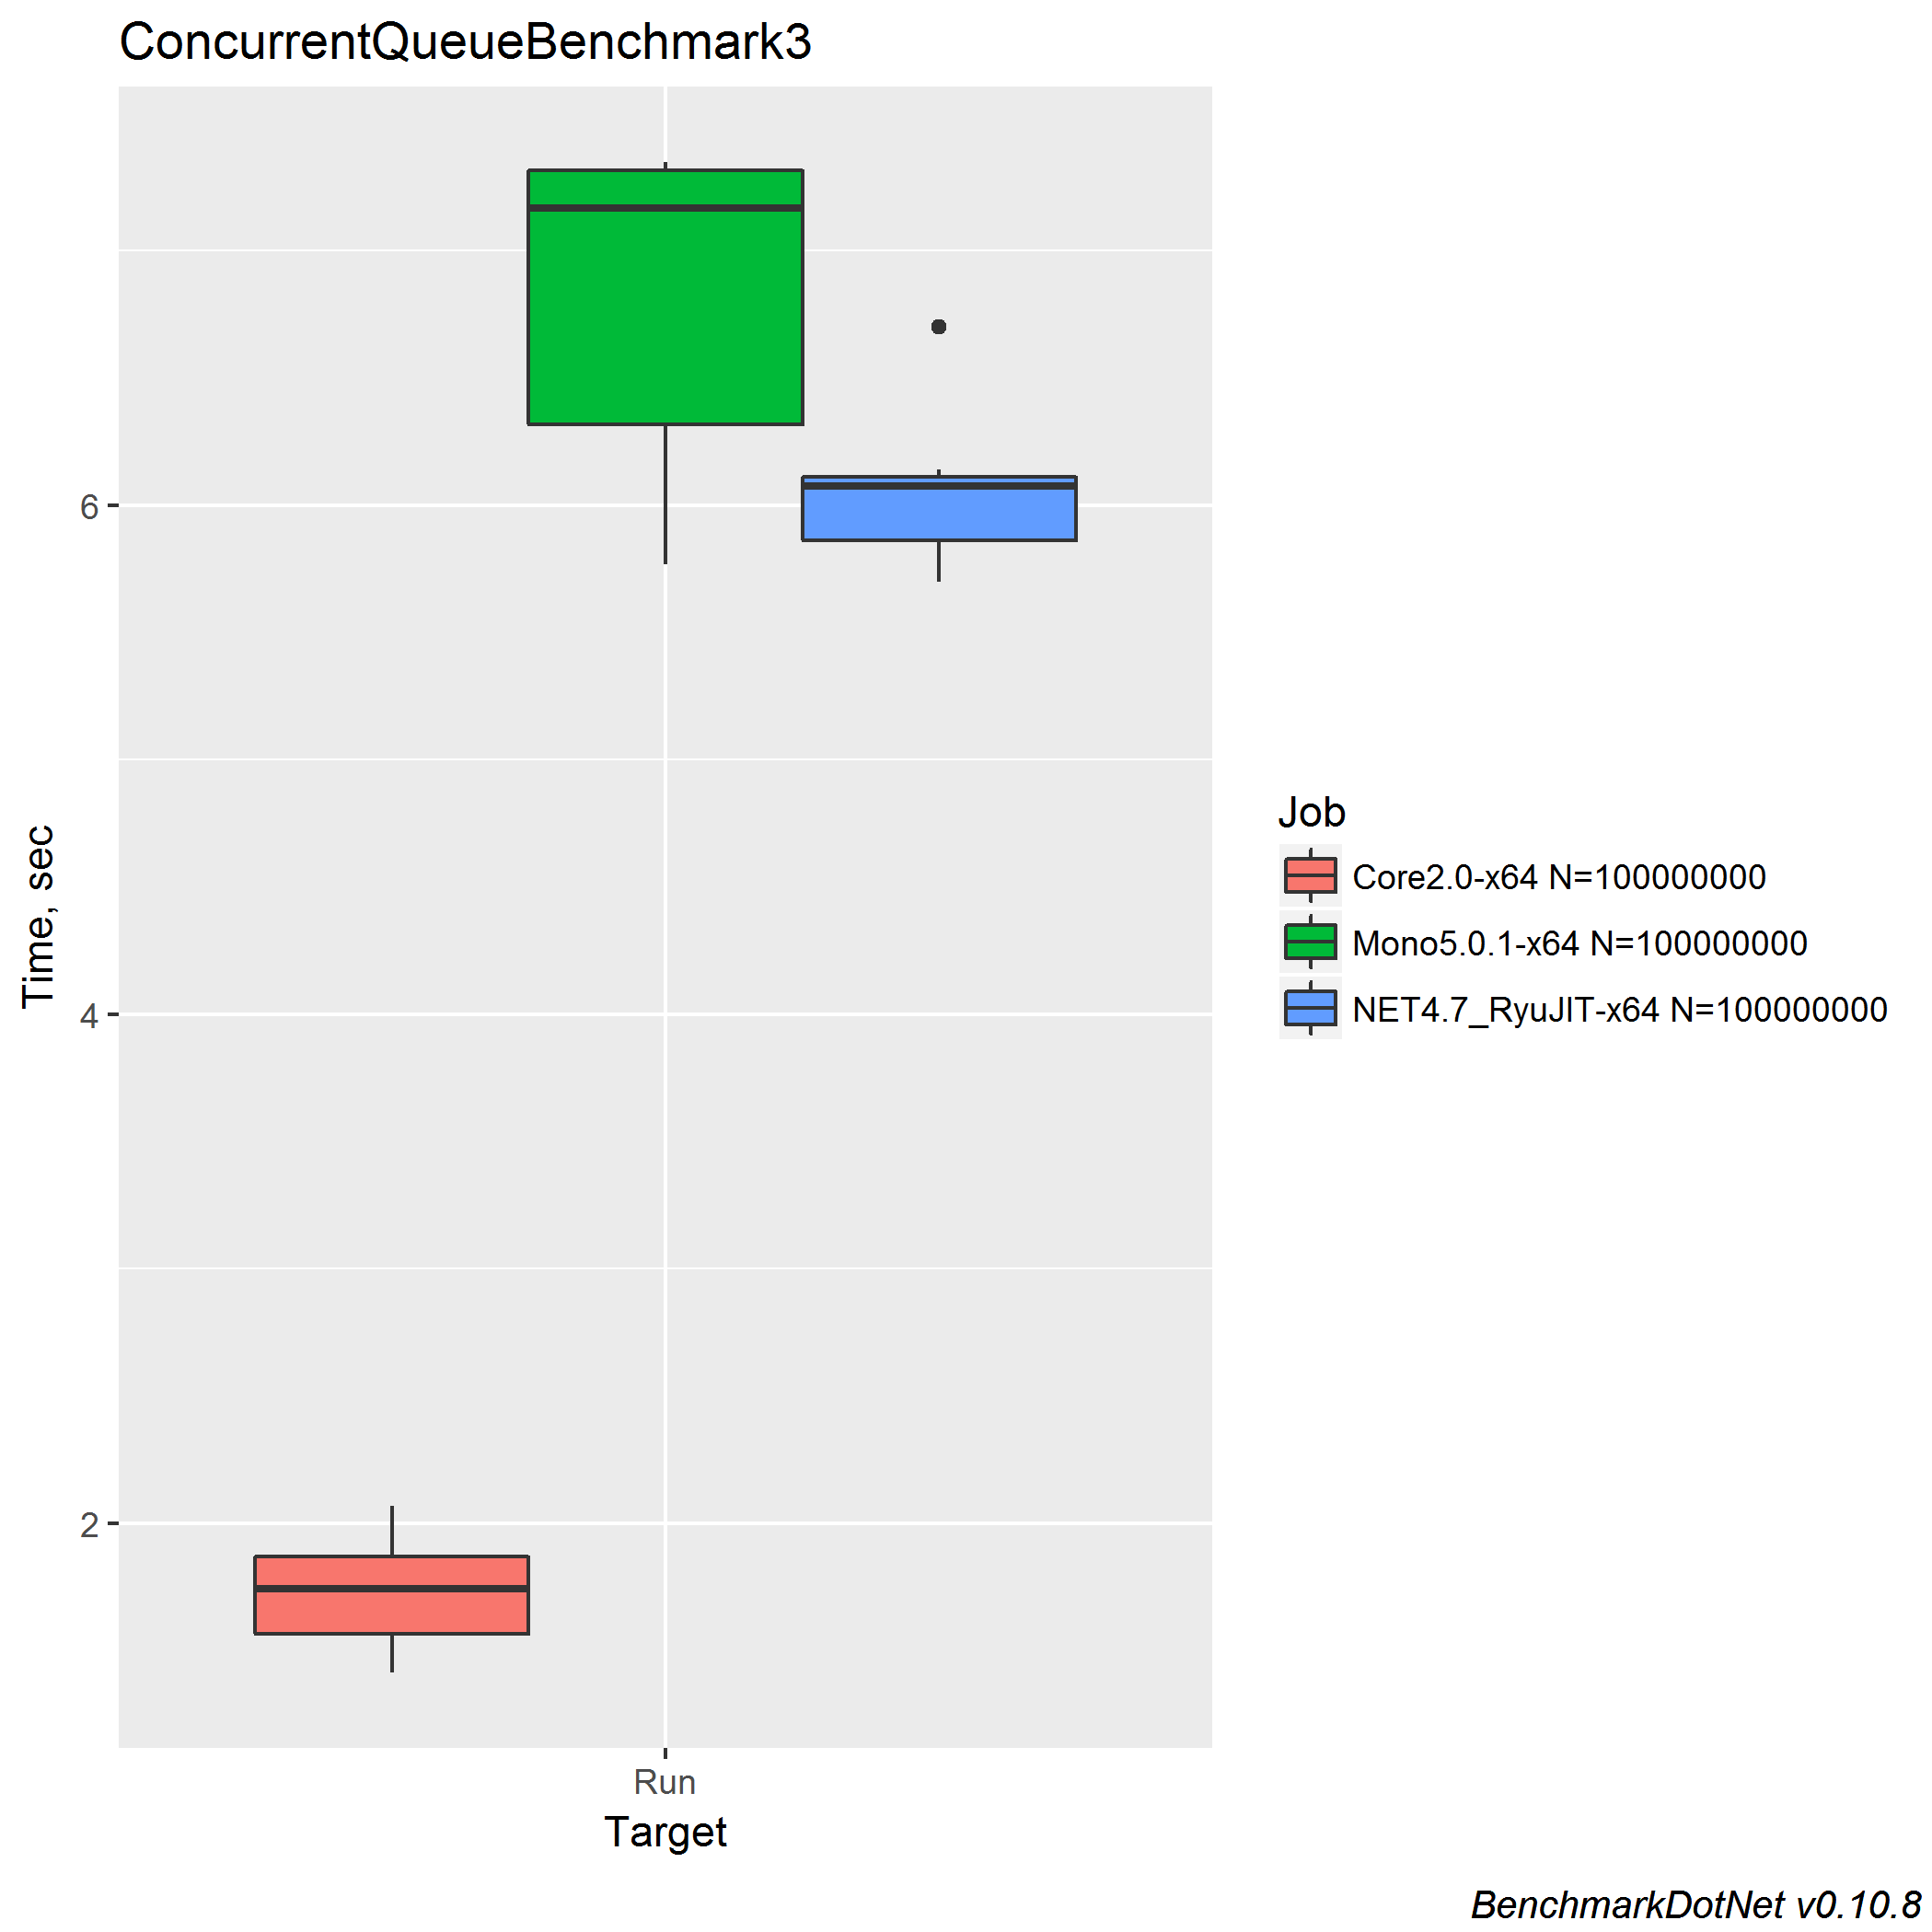 ConcurrentQueueBenchmark3
Time, sec
6
4
2
Run
Target
Job
Core2.0-x64 N=100000000
Mono5.0.1-x64 N=100000000
NET4.7_RyuJIT-x64 N=100000000
BenchmarkDotNet v0.10.8